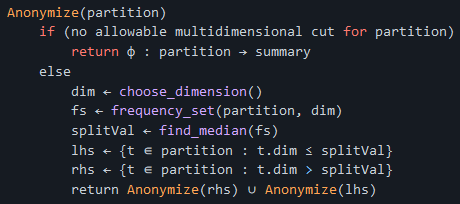 Anonymize(partition)
    if (no allowable multidimensional cut for partition)
        return ϕ : partition → summary
    else
        dim ← choose_dimension()
        fs ← frequency_set(partition, dim)
        splitVal ← find_median(fs)
        lhs ← {t ∈ partition : t.dim ≤ splitVal}
        rhs ← {t ∈ partition : t.dim > splitVal}
        return Anonymize(rhs) ∪ Anonymize(lhs)